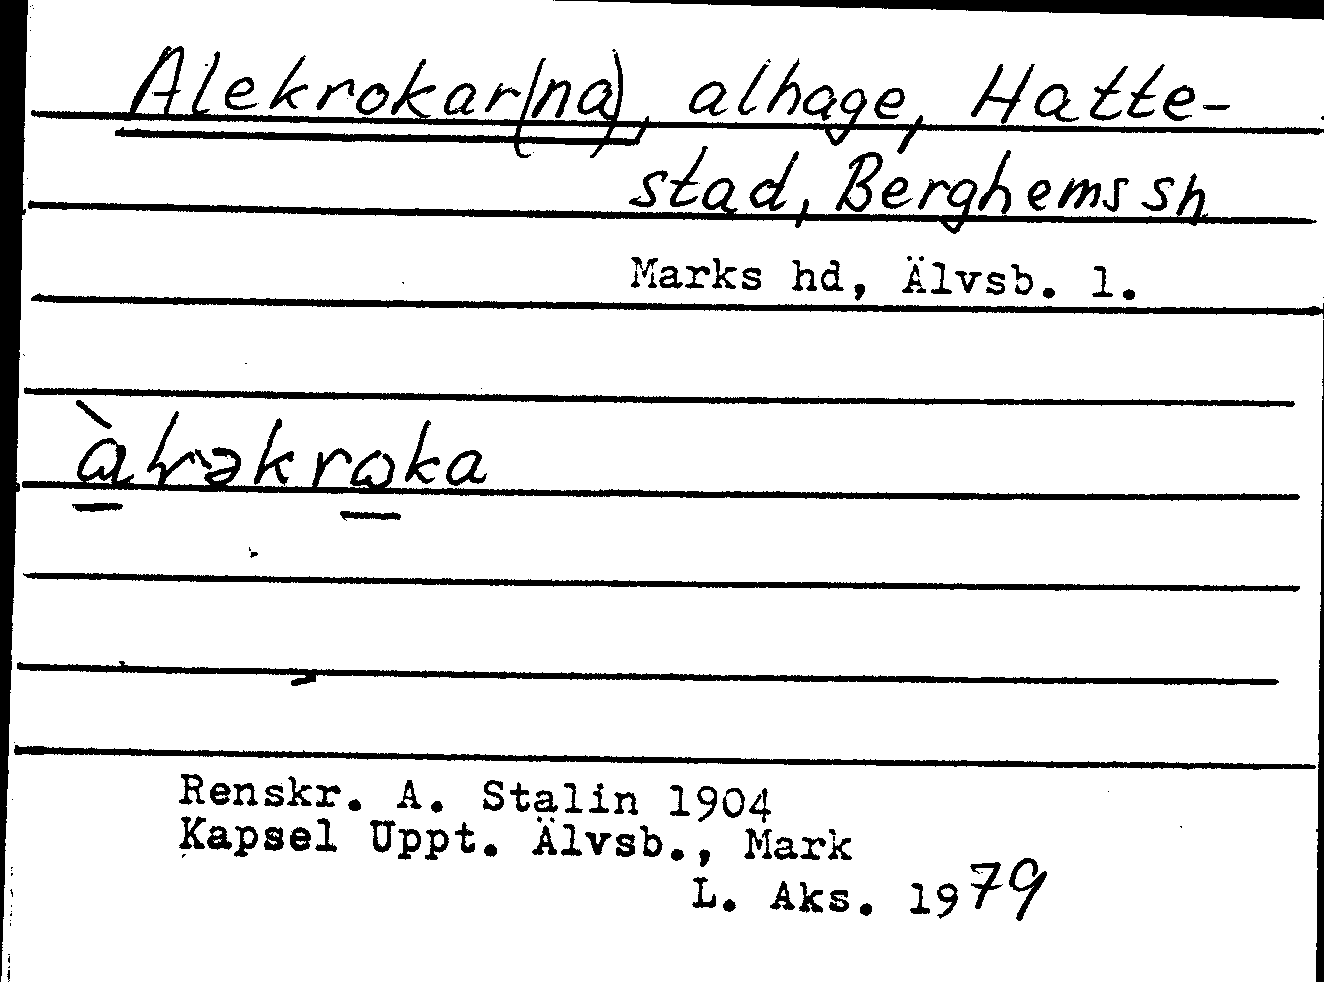 Alekrokar(na), alhage, Hatte-
stad, Berghems sn
Marks hd, Älvsb. l.
Renskr. A. Stalin 1904
Kapsel Uppt. Älvsb., Mark
L. Aks. 1979